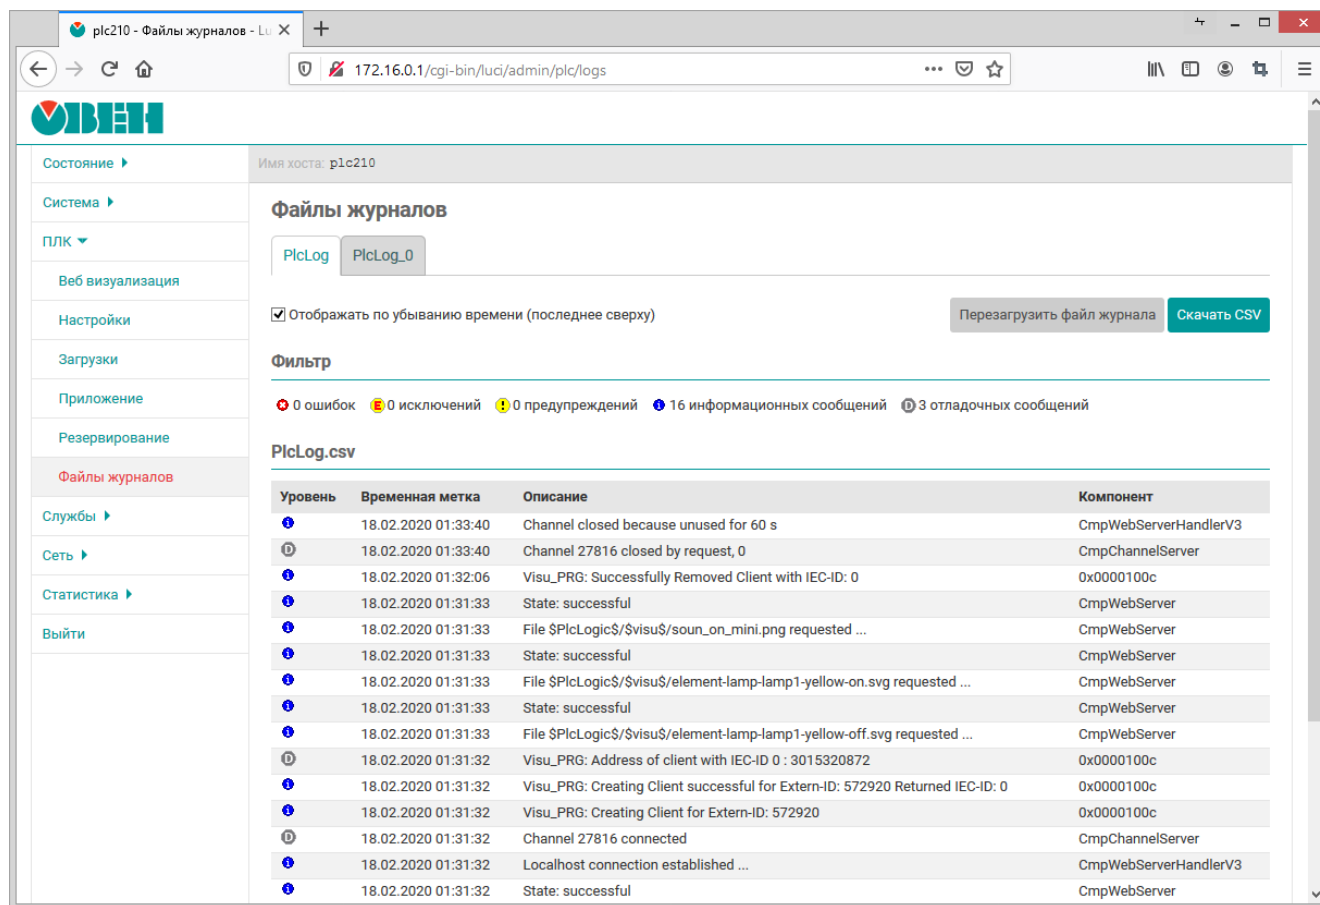 plc210 - Файлы журналов - Lu
172.16.0.1/cgi-bin/luci/admin/plc/logs
ОВЕН
Имя хоста: plc210
Состояние
Система
ПЛК
Веб визуализация
Настройки
Загрузки
Приложение
Резервирование
Файлы журналов
Службы
Сеть
Статистика
Выйти
Файлы журналов
PlcLog PlcLog_0
Отображать по убыванию времени (последнее сверху) Перезагрузить файл журнала Скачать CSV
Фильтр
0 ошибок E 0 исключений ! 0 предупреждений i 16 информационных сообщений D 3 отладочных сообщений
PlcLog.csv
Уровень Временная метка Описание Компонент
i 18.02.2020 01:33:40 Channel closed because unused for 60 s CmpWebServerHandlerV3
D 18.02.2020 01:33:40 Channel 27816 closed by request, 0 CmpChannelServer
i 18.02.2020 01:32:06 Visu_PRG: Successfully Removed Client with IEC-ID: 0 0x0000100c
i 18.02.2020 01:31:33 State: successful CmpWebServer
i 18.02.2020 01:31:33 File $PlcLogic$/$visu$/soun_on_mini.png requested ... CmpWebServer
i 18.02.2020 01:31:33 State: successful CmpWebServer
i 18.02.2020 01:31:33 File $PlcLogic$/$visu$/element-lamp-lamp1-yellow-on.svg requested ... CmpWebServer
i 18.02.2020 01:31:33 State: successful CmpWebServer
i 18.02.2020 01:31:33 File $PlcLogic$/$visu$/element-lamp-lamp1-yellow-off.svg requested ... CmpWebServer
D 18.02.2020 01:31:32 Visu_PRG: Address of client with IEC-ID 0 : 3015320872 0x0000100c
i 18.02.2020 01:31:32 Visu_PRG: Creating Client successful for Extern-ID: 572920 Returned IEC-ID: 0 0x0000100c
i 18.02.2020 01:31:32 Visu_PRG: Creating Client for Extern-ID: 572920 0x0000100c
D 18.02.2020 01:31:32 Channel 27816 connected CmpChannelServer
i 18.02.2020 01:31:32 Localhost connection established ... CmpWebServerHandlerV3
i 18.02.2020 01:31:32 State: successful CmpWebServer